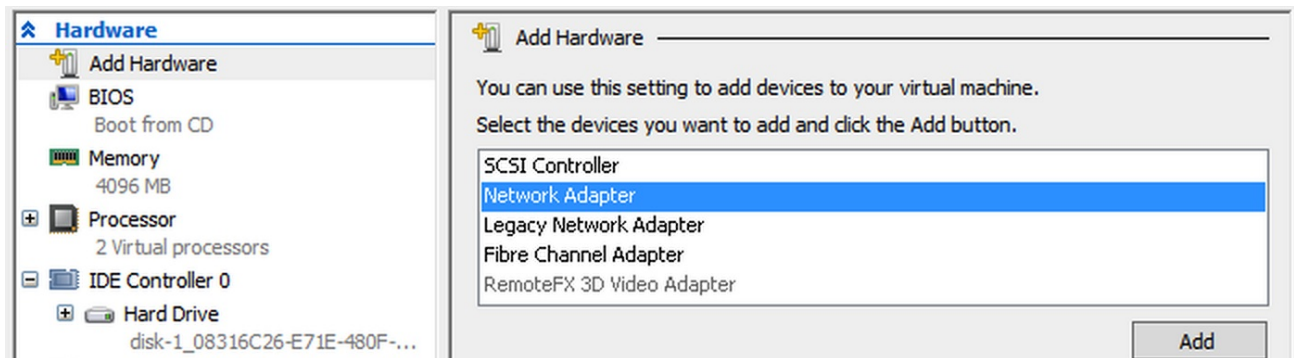 Hardware
Add Hardware
BIOS
Boot from CD
Memory
4096 MB
Processor
2 Virtual processors
IDE Controller 0
Hard Drive
disk-1_08316C26-E71E-480F-...
Add Hardware
You can use this setting to add devices to your virtual machine.
Select the devices you want to add and click the Add button.
SCSI Controller
Network Adapter
Legacy Network Adapter
Fibre Channel Adapter
RemoteFX 3D Video Adapter
Add